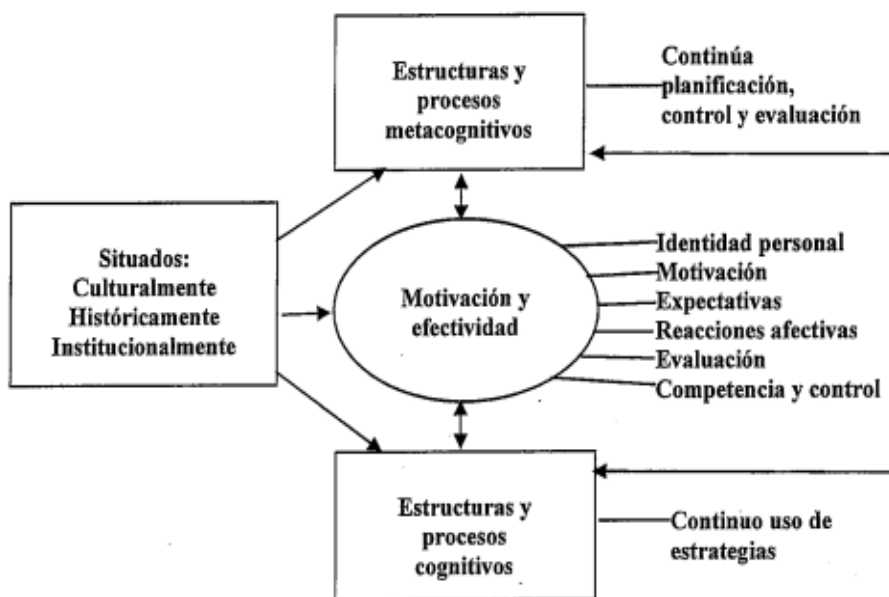 Estructuras y
procesos
metacognitivos
Continúa
planificación,
control y evaluación
Situados:
Culturalmente
Históricamente
Institucionalmente
Motivación y
efectividad
Identidad personal
Motivación
Expectativas
Reacciones afectivas
Evaluación
Competencia y control
Estructuras y
procesos
cognitivos
Continuo uso de
estrategias